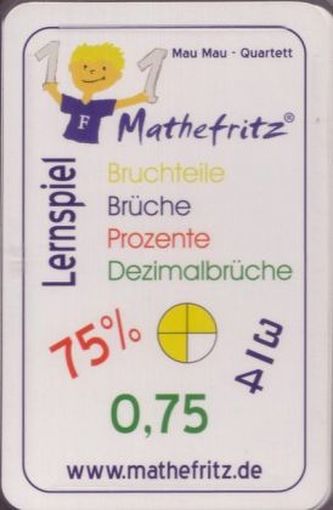 1 1
Mau Mau - Quartett
F
Mathefritz®
Lernspiel
Bruchteile
Brüche
Prozente
Dezimalbrüche
75%
3/4
0,75
www.mathefritz.de